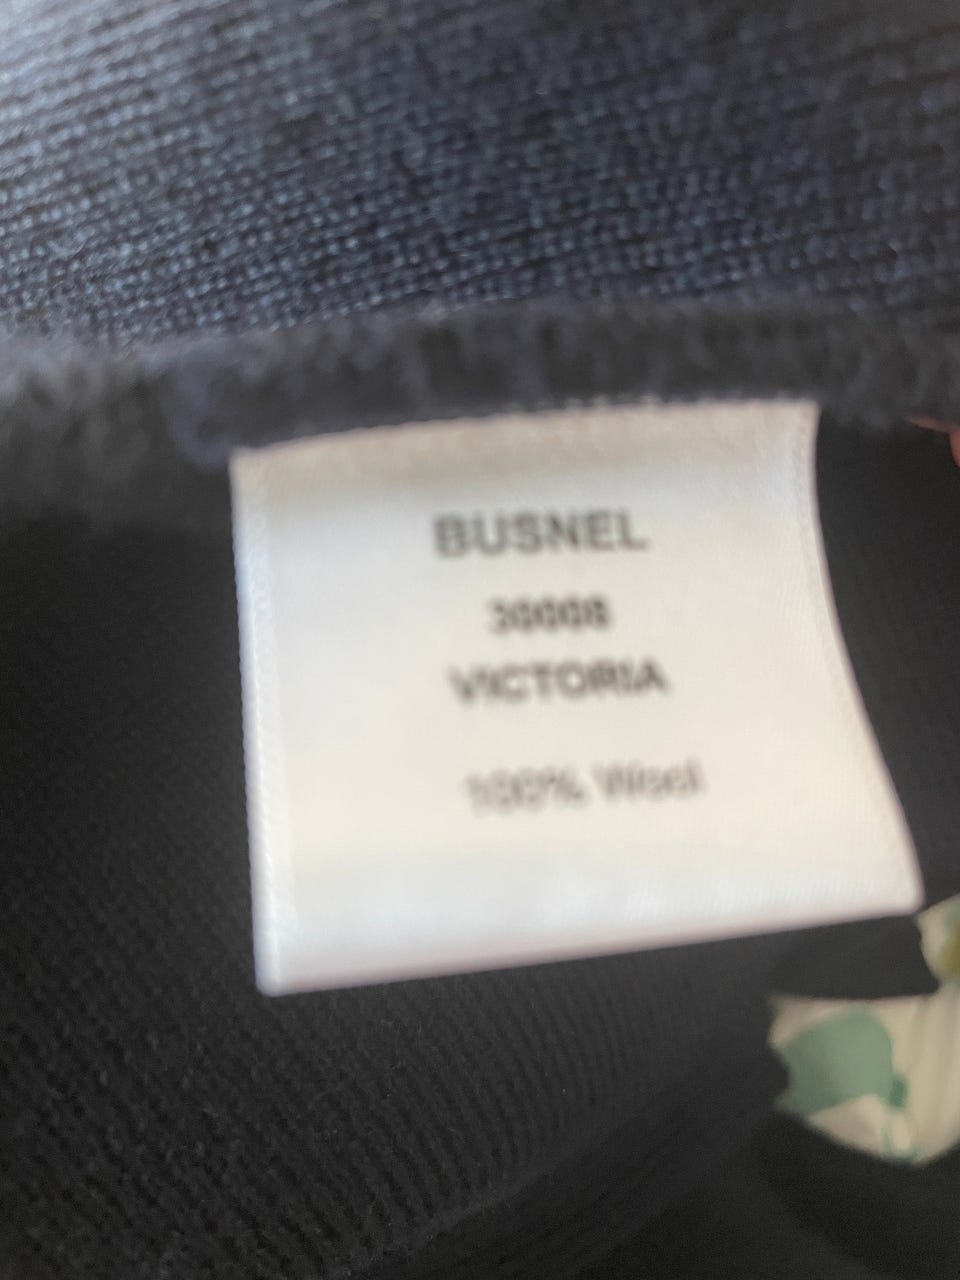 BUSNEL
30008
VICTORIA
100% Wool